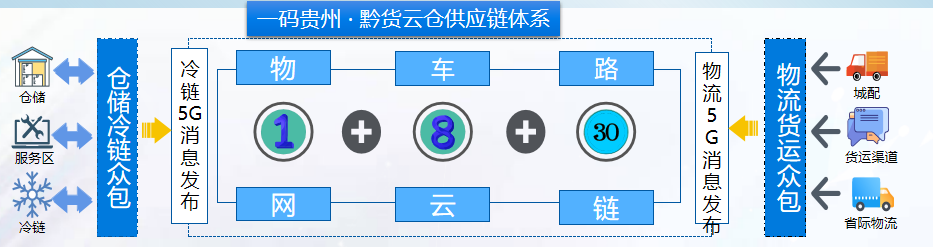 一码贵州 · 黔货云仓供应链体系
仓储
服务区
冷链
仓储冷链众包
冷链5G消息发布
物
车
路
1
8
30
网
云
链
物流5G消息发布
物流货运众包
城配
货运渠道
省际物流